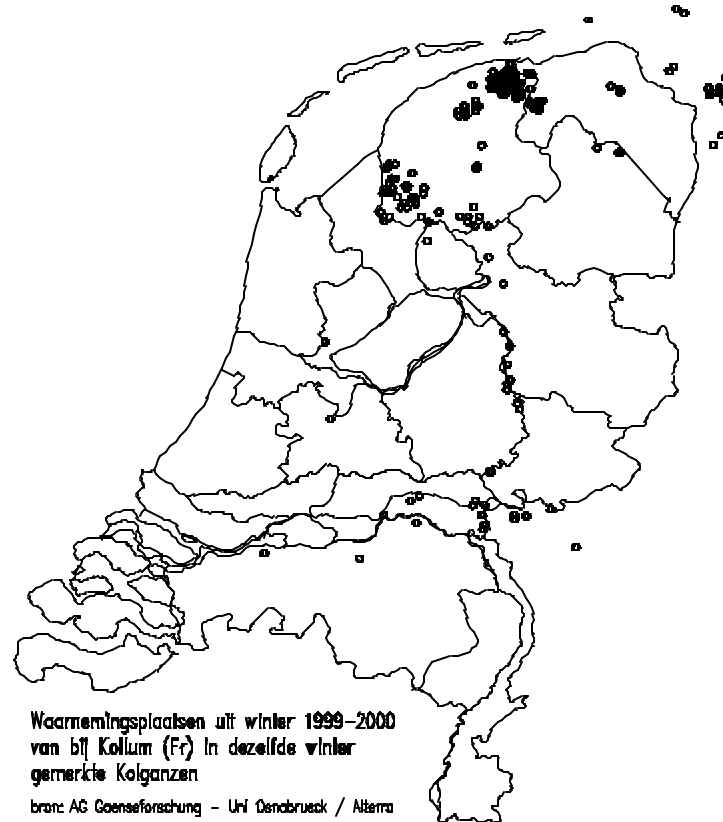 Waarnemingsplaatsen uit winter 1999-2000
van bij Kollum (Fr) in dezelfde winter
gemerkte Kolganzen
bron: AG Gaenseforschung - Uni Osnabrueck / Alterra